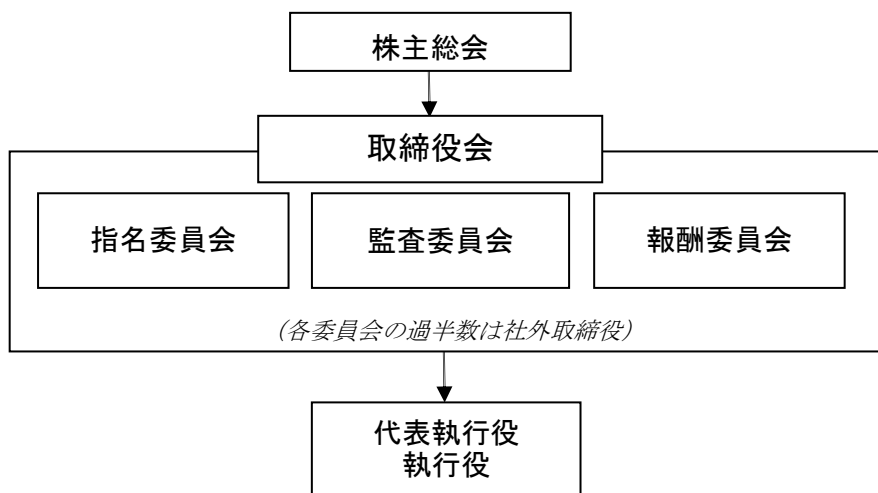 株主総会
取締役会
指名委員会
監査委員会
報酬委員会
(各委員会の過半数は社外取締役)
代表執行役
執行役